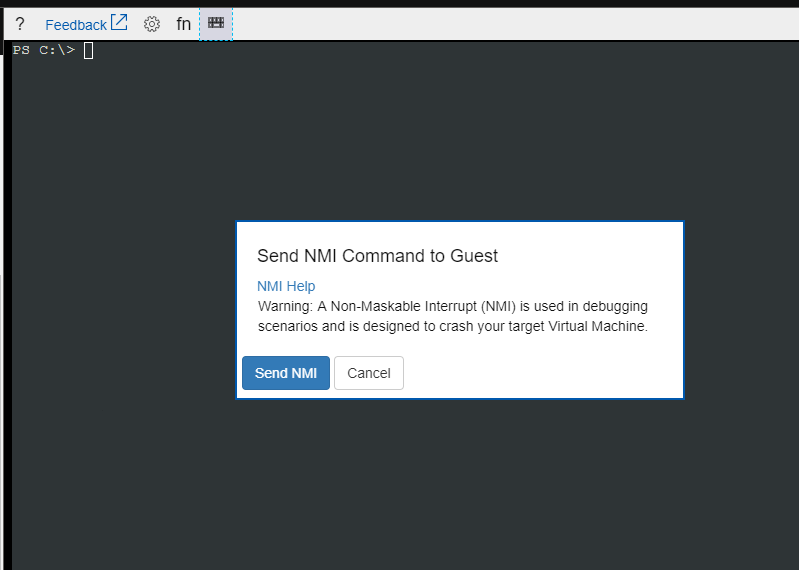 ? Feedback fn
PS C:\>
Send NMI Command to Guest
NMI Help
Warning: A Non-Maskable Interrupt (NMI) is used in debugging
scenarios and is designed to crash your target Virtual Machine.
Send NMI Cancel